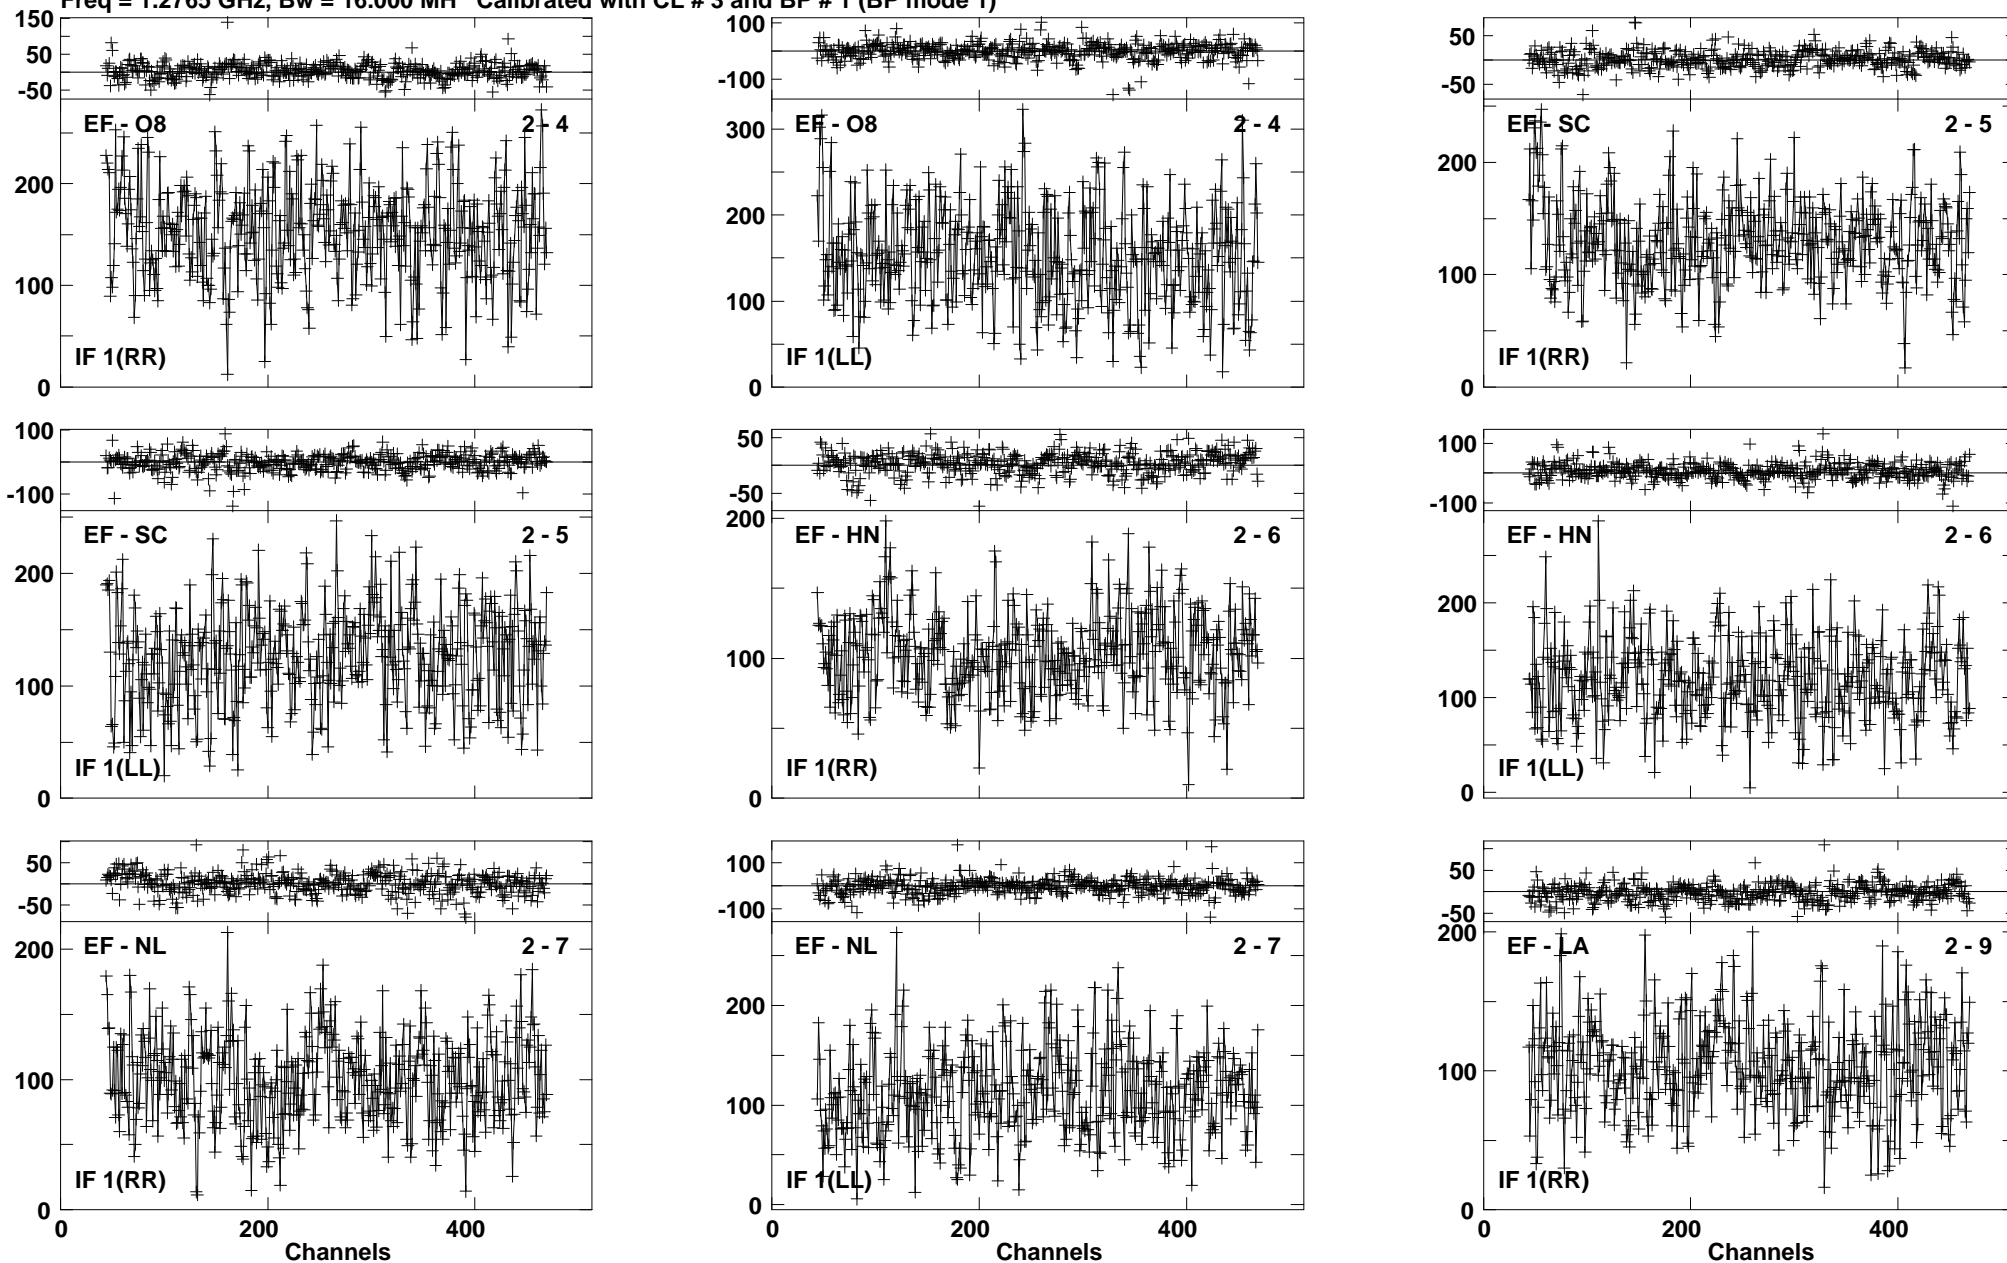 Freq = 1.2765 GHz, Bw = 16.000 MH Calibrated with CL # 3 and BP # 1 (BP mode 1)
150
50
-50
EF - O8
2 - 4
200
100
0
IF 1(RR)
100
-100
EF - O8
2 - 4
300
200
100
0
IF 1(LL)
50
-50
EF - SC
2 - 5
200
100
0
IF 1(RR)
100
-100
EF - SC
2 - 5
200
100
0
IF 1(LL)
50
-50
200
EF - HN
2 - 6
100
0
IF 1(RR)
100
-100
EF - HN
2 - 6
200
100
0
IF 1(LL)
50
-50
EF - NL
2 - 7
200
100
0
IF 1(RR)
0 200 400
Channels
100
-100
EF - NL
2 - 7
200
100
0
IF 1(LL)
0 200 400
Channels
50
-50
200
EF - LA
2 - 9
100
0
IF 1(RR)
0 200 400
Channels